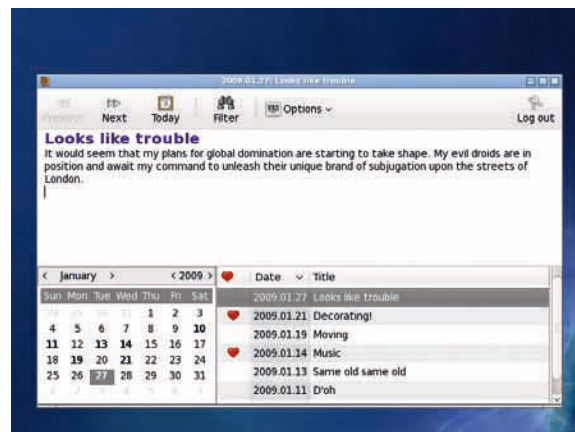 2009.01.27: Looks like trouble
Previous Next Today Filter Options Log out
Looks like trouble
It would seem that my plans for global domination are starting to take shape. My evil droids are in
position and await my command to unleash their unique brand of subjugation upon the streets of
London.
< January > < 2009 >
Sun Mon Tue Wed Thu Fri Sat
1 2 3
4 5 6 7 8 9 10
11 12 13 14 15 16 17
18 19 20 21 22 23 24
25 26 27 28 29 30 31
Date Title
2009.01.27 Looks like trouble
2009.01.21 Decorating!
2009.01.19 Moving
2009.01.14 Music
2009.01.13 Same old same old
2009.01.11 D'oh